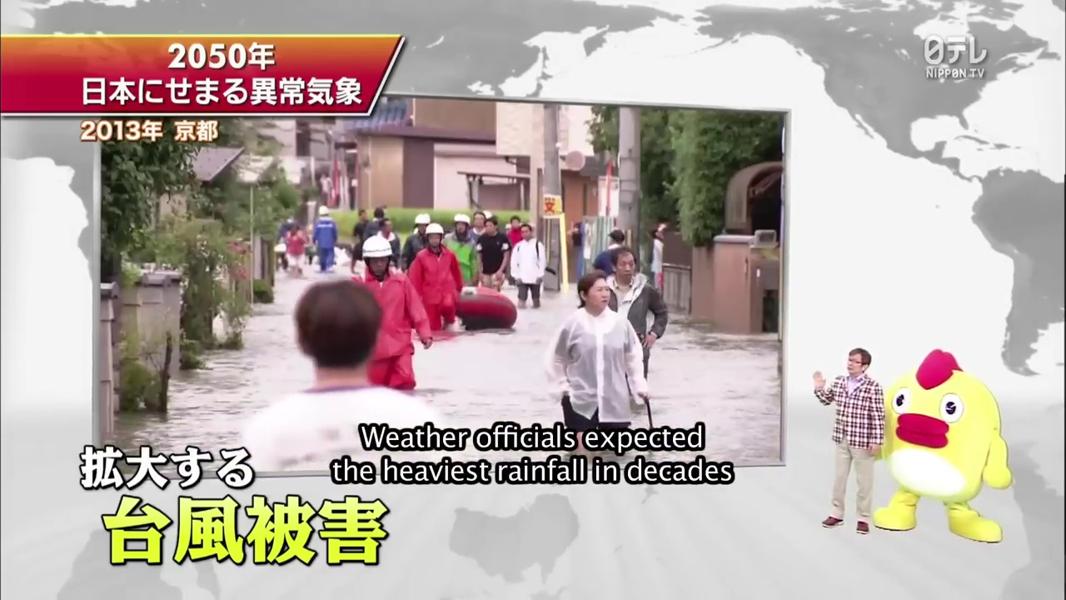 2050年
日本にせまる異常気象
2013年 京都
日テレ
NIPPON TV
安
Weather officials expected
the heaviest rainfall in decades
拡大する
台風被害